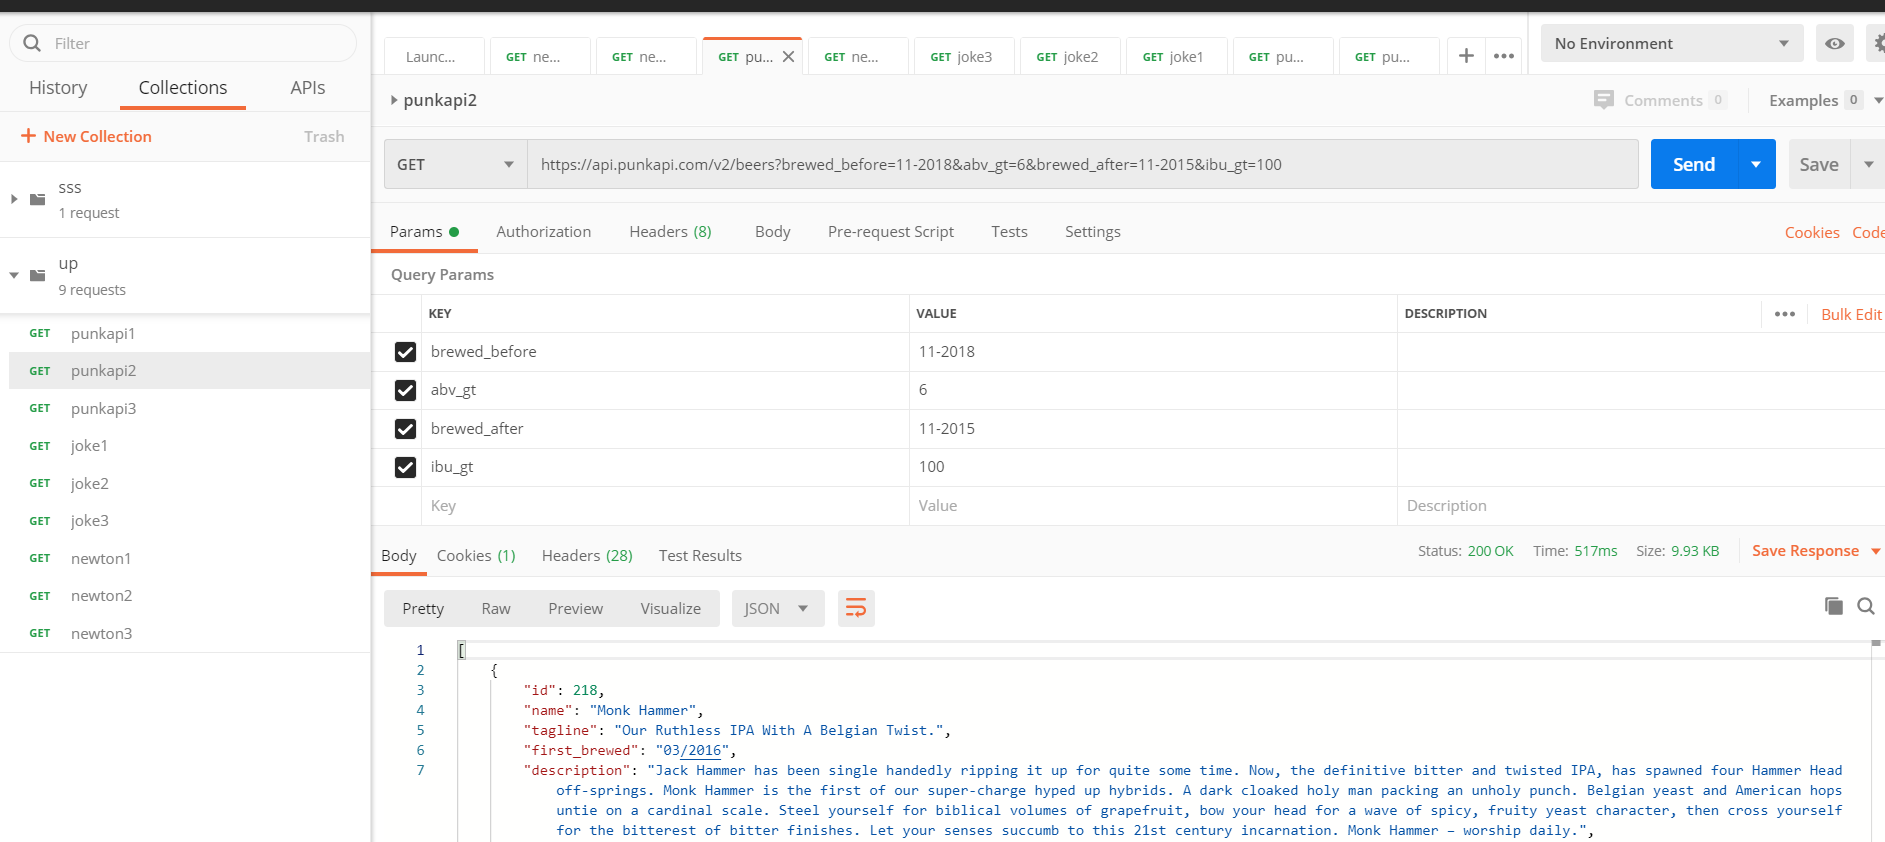 Filter
History Collections APIs
+ New Collection Trash
sss
1 request
up
9 requests
GET punkapi1
GET punkapi2
GET punkapi3
GET joke1
GET joke2
GET joke3
GET newton1
GET newton2
GET newton3
Launc... GET ne... GET ne... GET pu... GET ne... GET joke3 GET joke2 GET joke1 GET pu... GET pu... + •••
No Environment
punkapi2
Comments 0 Examples 0
GET https://api.punkapi.com/v2/beers?brewed_before=11-2018&abv_gt=6&brewed_after=11-2015&ibu_gt=100 Send Save
Params Authorization Headers (8) Body Pre-request Script Tests Settings Cookies Code
Query Params
KEY VALUE DESCRIPTION ••• Bulk Edit
brewed_before 11-2018
abv_gt 6
brewed_after 11-2015
ibu_gt 100
Key Value Description
Body Cookies (1) Headers (28) Test Results Status: 200 OK Time: 517ms Size: 9.93 KB Save Response
Pretty Raw Preview Visualize JSON
1 [
2 {
3 "id": 218,
4 "name": "Monk Hammer",
5 "tagline": "Our Ruthless IPA With A Belgian Twist.",
6 "first_brewed": "03/2016",
7 "description": "Jack Hammer has been single handedly ripping it up for quite some time. Now, the definitive bitter and twisted IPA, has spawned four Hammer Head
off-springs. Monk Hammer is the first of our super-charge hyped up hybrids. A dark cloaked holy man packing an unholy punch. Belgian yeast and American hops
untie on a cardinal scale. Steel yourself for biblical volumes of grapefruit, bow your head for a wave of spicy, fruity yeast character, then cross yourself
for the bitterest of bitter finishes. Let your senses succumb to this 21st century incarnation. Monk Hammer – worship daily.",